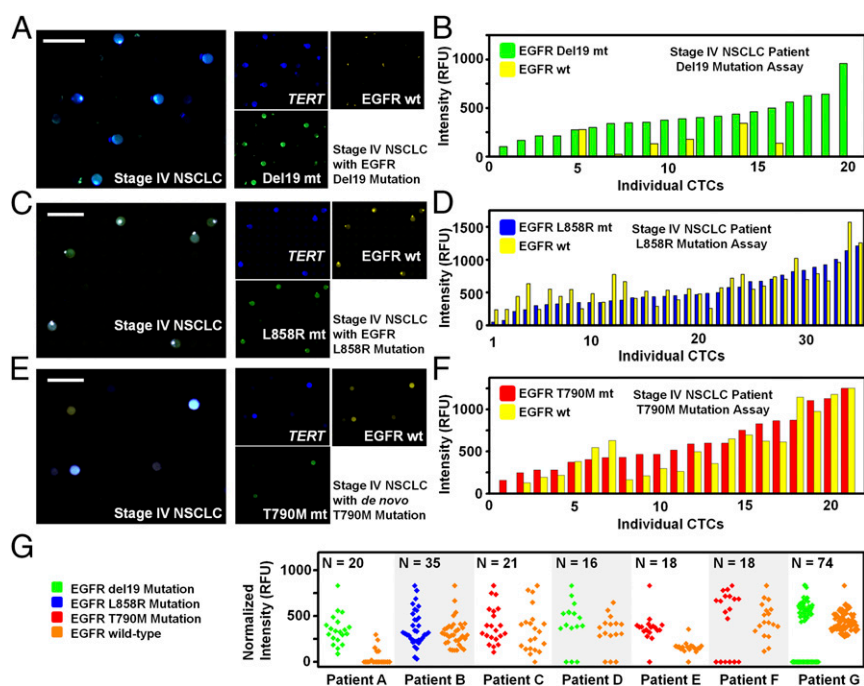 A
TERT
EGFR wt
Stage IV NSCLC
Del19 mt
Stage IV NSCLC
with EGFR
Del19 Mutation
B
EGFR Del19 mt
EGFR wt
Stage IV NSCLC Patient
Del19 Mutation Assay
Intensity (RFU)
1000
500
0
1
5
10
15
20
Individual CTCs
C
TERT
EGFR wt
Stage IV NSCLC
L858R mt
Stage IV NSCLC
with EGFR
L858R Mutation
D
EGFR L858R mt
EGFR wt
Stage IV NSCLC Patient
L858R Mutation Assay
Intensity (RFU)
1500
1000
500
0
1
10
20
30
Individual CTCs
E
TERT
EGFR wt
Stage IV NSCLC
T790M mt
Stage IV NSCLC
with de novo
T790M Mutation
F
EGFR T790M mt
EGFR wt
Stage IV NSCLC Patient
T790M Mutation Assay
Intensity (RFU)
1000
500
0
1
5
10
15
20
Individual CTCs
G
EGFR del19 Mutation
EGFR L858R Mutation
EGFR T790M Mutation
EGFR wild-type
Normalized
Intensity (RFU)
1000
500
0
N = 20
N = 35
N = 21
N = 16
N = 18
N = 18
N = 74
Patient A
Patient B
Patient C
Patient D
Patient E
Patient F
Patient G